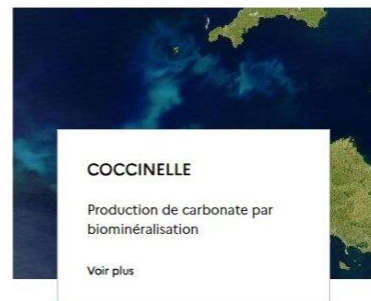 COCCINELLE
Production de carbonate par
biominéralisation
Voir plus